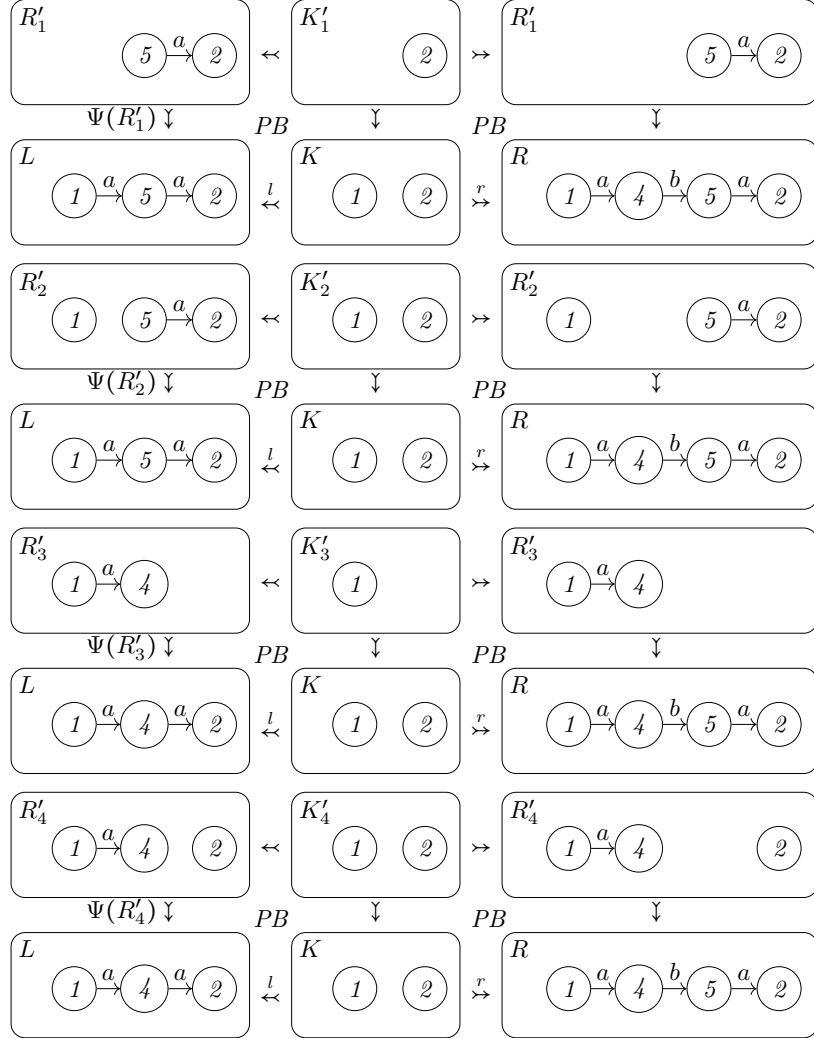 R′₁ K′₁ R′₁
5 a 2 2 5 a 2
Ψ(R′₁) PB PB
L K R
1 a 5 a 2 l 1 2 r 1 a 4 b 5 a 2
R′₂ K′₂ R′₂
1 5 a 2 1 2 1 5 a 2
Ψ(R′₂) PB PB
L K R
1 a 5 a 2 l 1 2 r 1 a 4 b 5 a 2
R′₃ K′₃ R′₃
1 a 4 1 1 a 4
Ψ(R′₃) PB PB
L K R
1 a 4 a 2 l 1 2 r 1 a 4 b 5 a 2
R′₄ K′₄ R′₄
1 a 4 2 1 2 1 a 4 2
Ψ(R′₄) PB PB
L K R
1 a 4 a 2 l 1 2 r 1 a 4 b 5 a 2